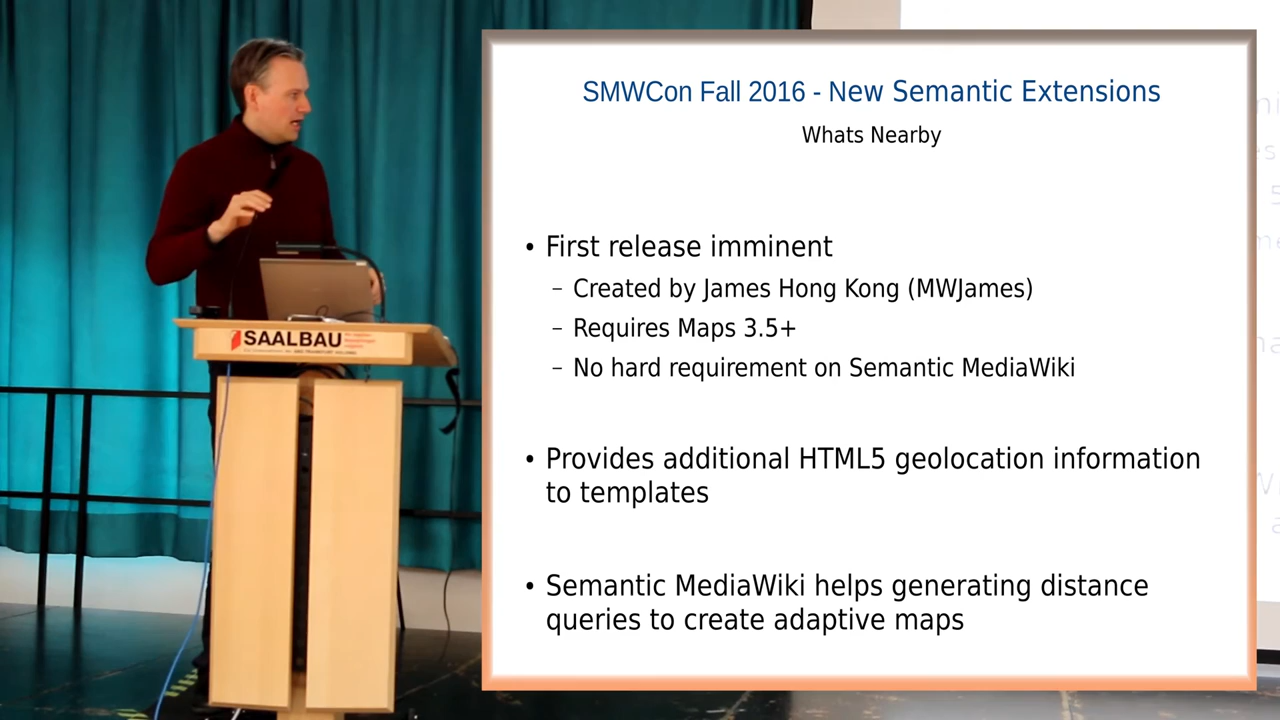 SMWCon Fall 2016 - New Semantic Extensions
Whats Nearby
• First release imminent
– Created by James Hong Kong (MWJames)
– Requires Maps 3.5+
– No hard requirement on Semantic MediaWiki
• Provides additional HTML5 geolocation information
to templates
• Semantic MediaWiki helps generating distance
queries to create adaptive maps
SAALBAU